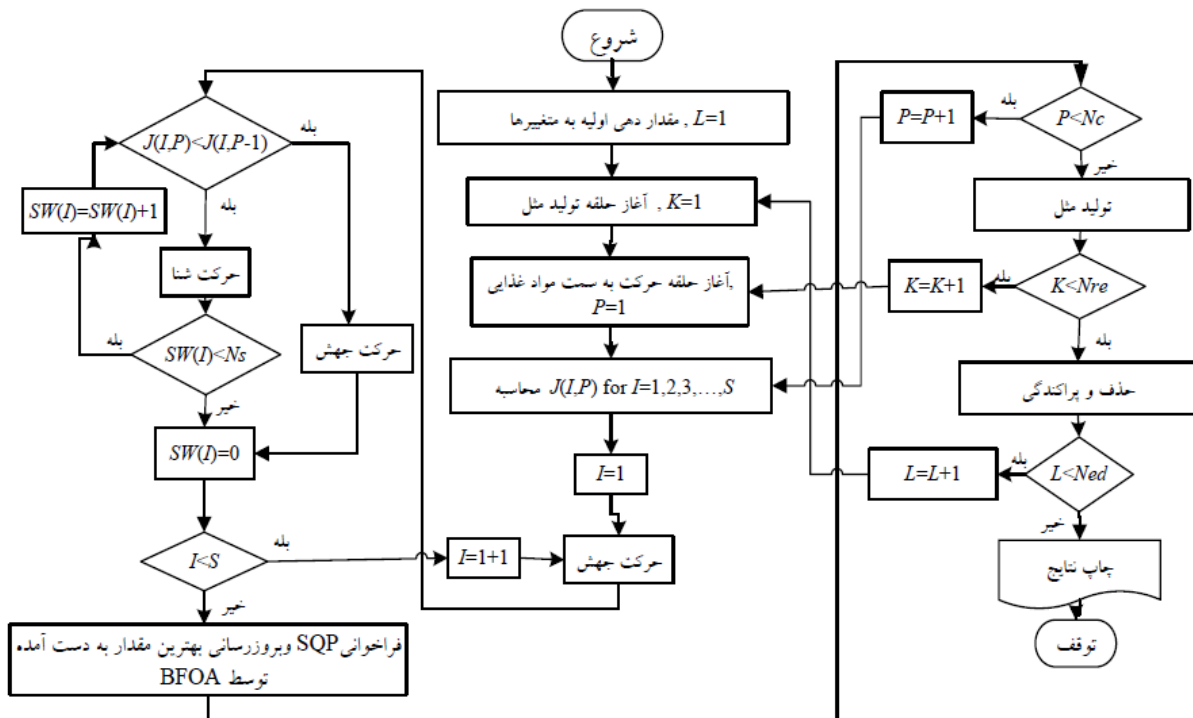 شروع
مقدار دهی اولیه به متغییرها , L=1
آغاز حلقه تولید مثل , K=1
آغاز حلقه حرکت به سمت مواد غذایی,
P=1
محاسبه J(I,P) for I=1,2,3,…,S
I=1
حرکت جهش
I=1+1
J(I,P)<J(I,P-1)
بله
بله
SW(I)=SW(I)+1
حرکت شنا
حرکت جهش
SW(I)<Ns
بله
خیر
SW(I)=0
I<S
بله
خیر
فراخوانی SQP وبروزرسانی بهترین مقدار به دست آمده
توسط BFOA
P<Nc
بله
P=P+1
خیر
تولید مثل
K<Nre
بله
K=K+1
بله
حذف و پراکندگی
L<Ned
بله
L=L+1
خیر
چاپ نتایج
توقف